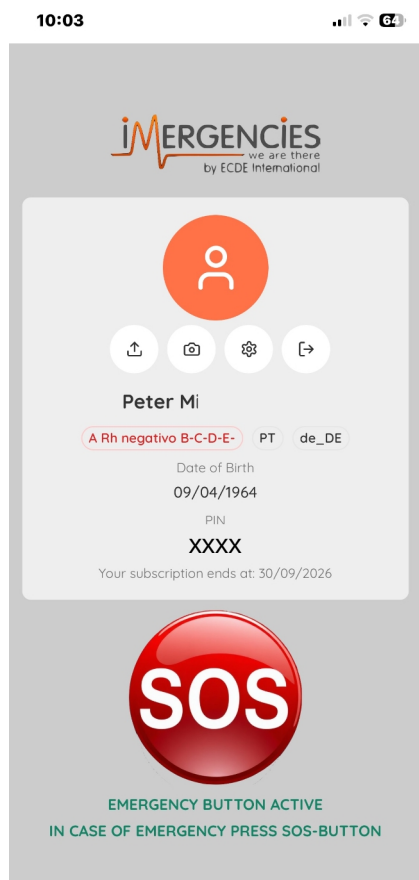 10:03
64
iMERGENCIES
we are there
by ECDE International
Peter Mi
A Rh negativo B-C-D-E- PT de_DE
Date of Birth
09/04/1964
PIN
XXXX
Your subscription ends at: 30/09/2026
SOS
EMERGENCY BUTTON ACTIVE
IN CASE OF EMERGENCY PRESS SOS-BUTTON